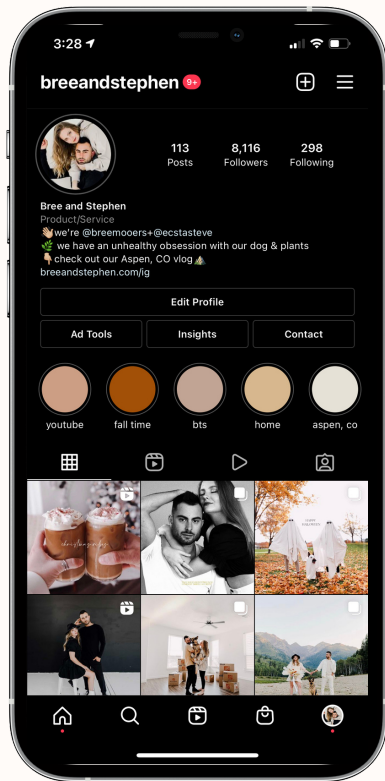 3:28
breeandstephen 9+
113 8,116 298
Posts Followers Following
Bree and Stephen
Product/Service
👋🏼we're @breemooers+@ecstasteve
🌿 we have an unhealthy obsession with our dog & plants
👇🏼check out our Aspen, CO vlog🏔️
breeandstephen.com/ig
Edit Profile
Ad Tools Insights Contact
youtube fall time bts home aspen, co